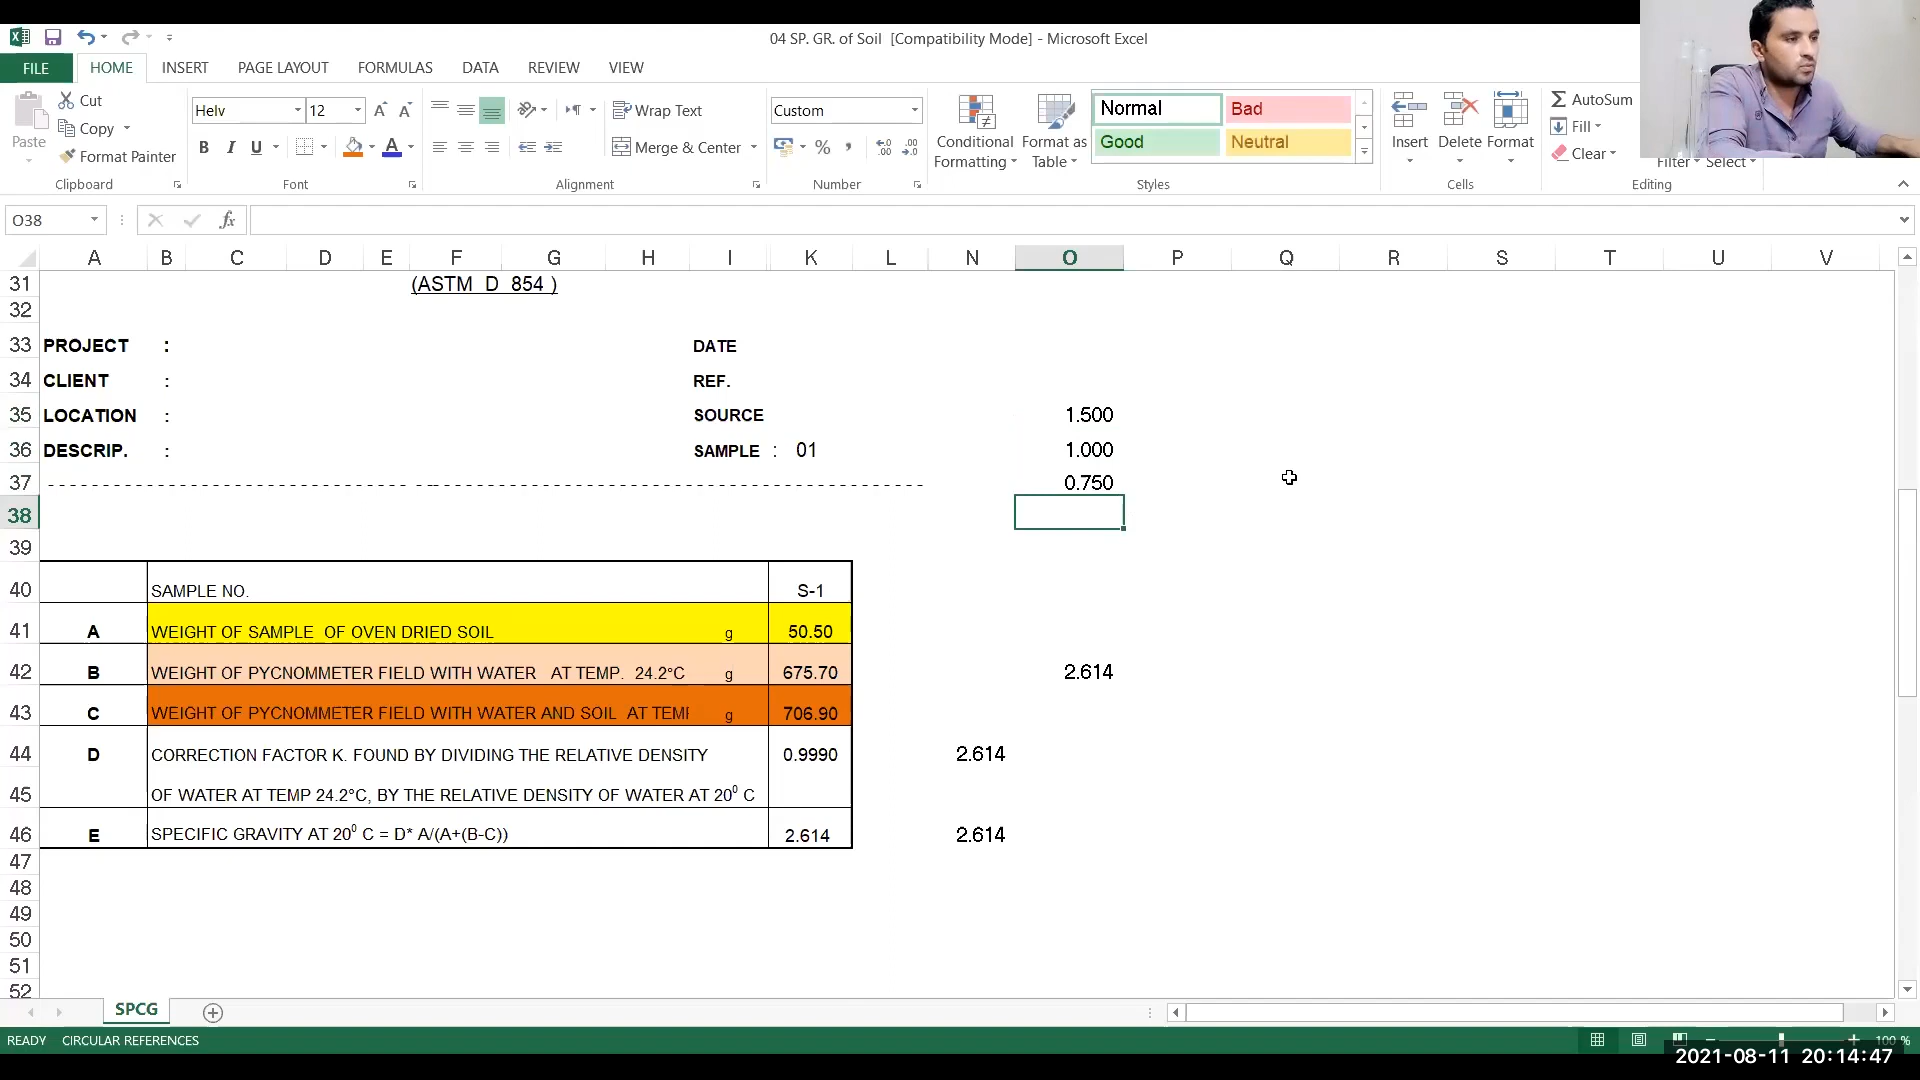 04 SP. GR. of Soil [Compatibility Mode] - Microsoft Excel
FILE HOME INSERT PAGE LAYOUT FORMULAS DATA REVIEW VIEW
Paste
Cut
Copy
Format Painter
Clipboard
Helv 12
B I U
Font
Wrap Text
Merge & Center
Alignment
Custom
Number
Conditional Formatting
Format as Table
Normal Bad
Good Neutral
Styles
Insert Delete Format
Cells
AutoSum
Fill
Clear
Filter Select
Editing
O38
fx
A B C D E F G H I K L N O P Q R S T U V
31 (ASTM D 854 )
32
33 PROJECT : DATE
34 CLIENT : REF.
35 LOCATION : SOURCE 1.500
36 DESCRIP. : SAMPLE : 01 1.000
37 0.750
38
39
40 SAMPLE NO. S-1
41 A WEIGHT OF SAMPLE OF OVEN DRIED SOIL g 50.50
42 B WEIGHT OF PYCNOMMETER FIELD WITH WATER AT TEMP. 24.2°C g 675.70 2.614
43 C WEIGHT OF PYCNOMMETER FIELD WITH WATER AND SOIL AT g 706.90
44 D CORRECTION FACTOR K. FOUND BY DIVIDING THE RELATIVE DENSITY 0.9990 2.614
45 OF WATER AT TEMP 24.2°C, BY THE RELATIVE DENSITY OF WATER AT 20⁰ C
46 E SPECIFIC GRAVITY AT 20⁰ C = D* A/(A+(B-C)) 2.614 2.614
47
48
49
50
51
52
SPCG
READY CIRCULAR REFERENCES
100 %
2021-08-11 20:14:47